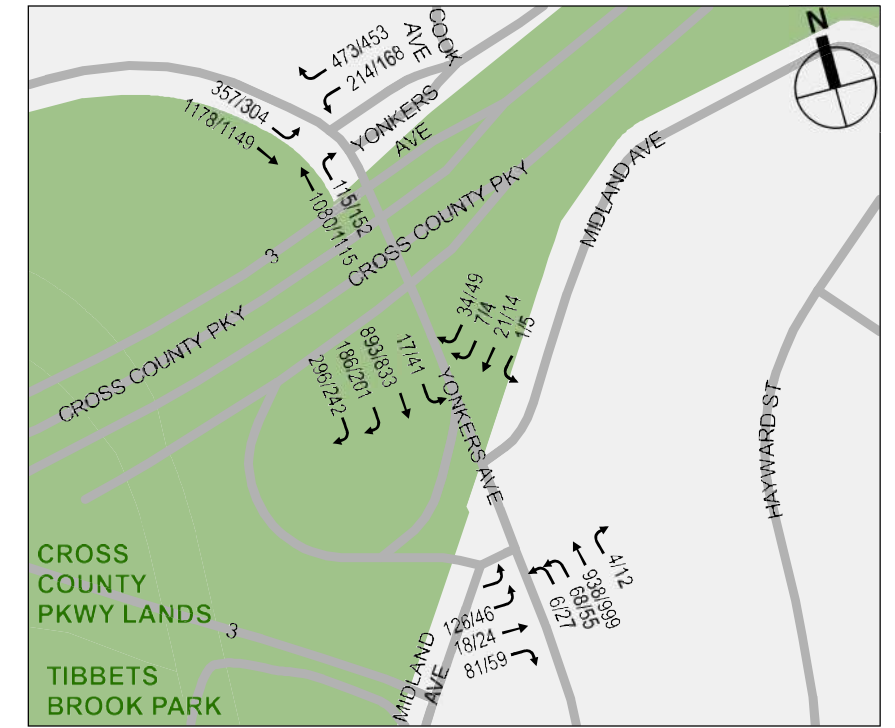 N
COOK
AVE
473/453
214/168
357/304
1178/1149
YONKERS
AVE
115/152
1080/1115
CROSS COUNTY PKY
MIDLAND AVE
3
CROSS COUNTY PKY
34/49
7/4
21/14
1/5
17/41
893/833
186/201
296/242
YONKERS AVE
HAYWARD ST
CROSS
COUNTY
PKWY LANDS
3
TIBBETS
BROOK PARK
MIDLAND
AVE
126/46
18/24
81/59
6/27
68/55
938/999
4/12